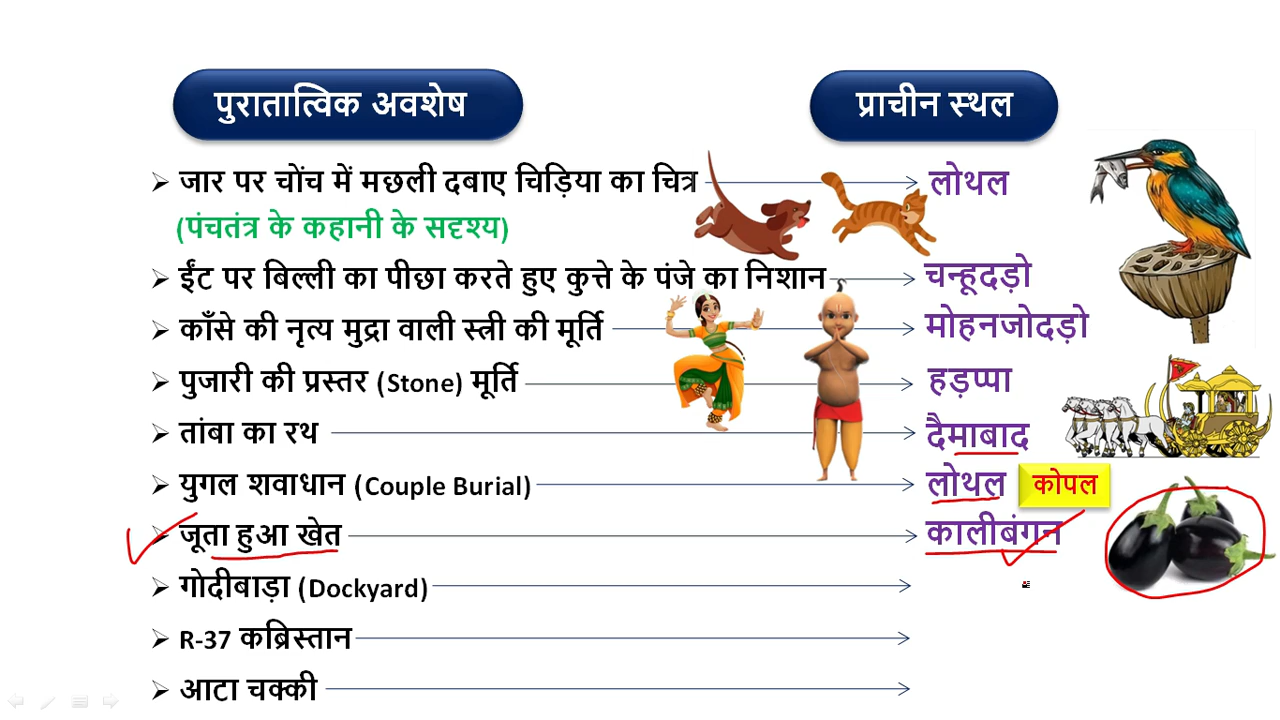 पुरातात्विक अवशेष
प्राचीन स्थल
जार पर चोंच में मछली दबाए चिड़िया का चित्र
लोथल
(पंचतंत्र के कहानी के सदृश्य)
ईंट पर बिल्ली का पीछा करते हुए कुत्ते के पंजे का निशान
चन्हूदड़ो
काँसे की नृत्य मुद्रा वाली स्त्री की मूर्ति
मोहनजोदड़ो
पुजारी की प्रस्तर (Stone) मूर्ति
हड़प्पा
तांबा का रथ
दैमाबाद
युगल शवाधान (Couple Burial)
लोथल कोपल
जूता हुआ खेत
कालीबंगन
गोदीबाड़ा (Dockyard)
R-37 कब्रिस्तान
आटा चक्की